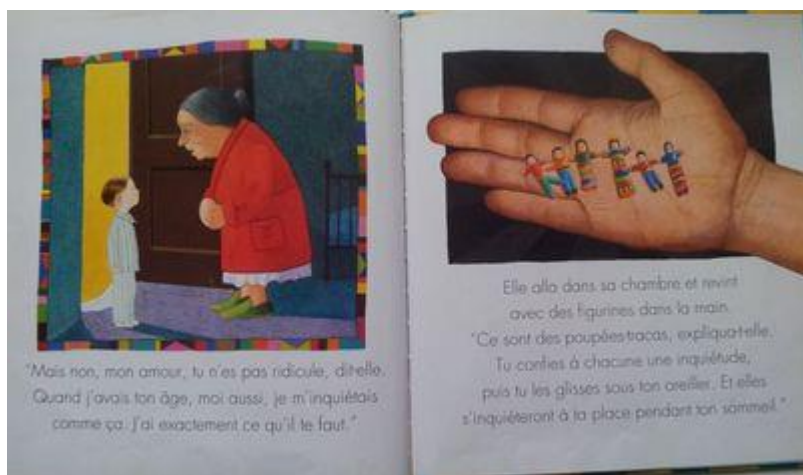 "Mais non, mon amour, tu n'es pas ridicule, dit-elle.
Quand j'avais ton âge, moi aussi, je m'inquiétais
comme ça. J'ai exactement ce qu'il te faut."
Elle alla dans sa chambre et revint
avec des figurines dans la main.
"Ce sont des poupées-tracas, expliqua-t-elle.
Tu confies à chacune une inquiétude,
puis tu les glisses sous ton oreiller. Et elles
s'inquièteront à ta place pendant ton sommeil."